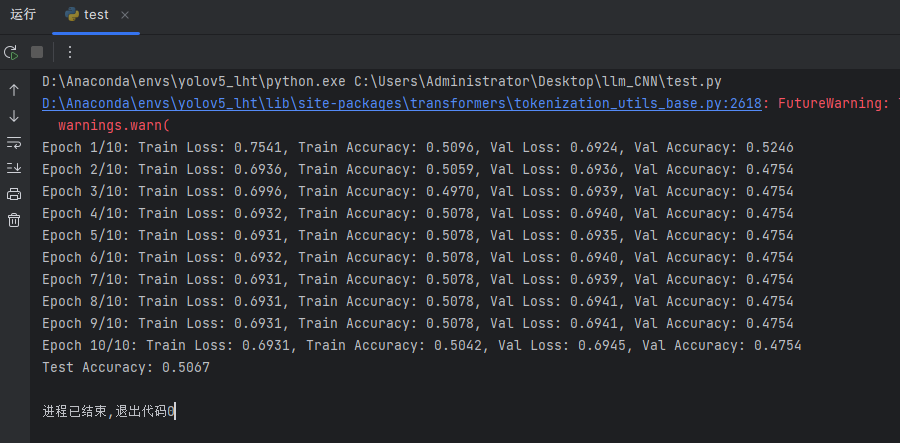 运行 test
D:\Anaconda\envs\yolov5_lht\python.exe C:\Users\Administrator\Desktop\llm_CNN\test.py
D:\Anaconda\envs\yolov5_lht\lib\site-packages\transformers\tokenization_utils_base.py:2618: FutureWarning:
warnings.warn(
Epoch 1/10: Train Loss: 0.7541, Train Accuracy: 0.5096, Val Loss: 0.6924, Val Accuracy: 0.5246
Epoch 2/10: Train Loss: 0.6936, Train Accuracy: 0.5059, Val Loss: 0.6936, Val Accuracy: 0.4754
Epoch 3/10: Train Loss: 0.6996, Train Accuracy: 0.4970, Val Loss: 0.6939, Val Accuracy: 0.4754
Epoch 4/10: Train Loss: 0.6932, Train Accuracy: 0.5078, Val Loss: 0.6940, Val Accuracy: 0.4754
Epoch 5/10: Train Loss: 0.6931, Train Accuracy: 0.5078, Val Loss: 0.6935, Val Accuracy: 0.4754
Epoch 6/10: Train Loss: 0.6932, Train Accuracy: 0.5078, Val Loss: 0.6940, Val Accuracy: 0.4754
Epoch 7/10: Train Loss: 0.6931, Train Accuracy: 0.5078, Val Loss: 0.6939, Val Accuracy: 0.4754
Epoch 8/10: Train Loss: 0.6931, Train Accuracy: 0.5078, Val Loss: 0.6941, Val Accuracy: 0.4754
Epoch 9/10: Train Loss: 0.6931, Train Accuracy: 0.5078, Val Loss: 0.6941, Val Accuracy: 0.4754
Epoch 10/10: Train Loss: 0.6931, Train Accuracy: 0.5042, Val Loss: 0.6945, Val Accuracy: 0.4754
Test Accuracy: 0.5067
进程已结束,退出代码0